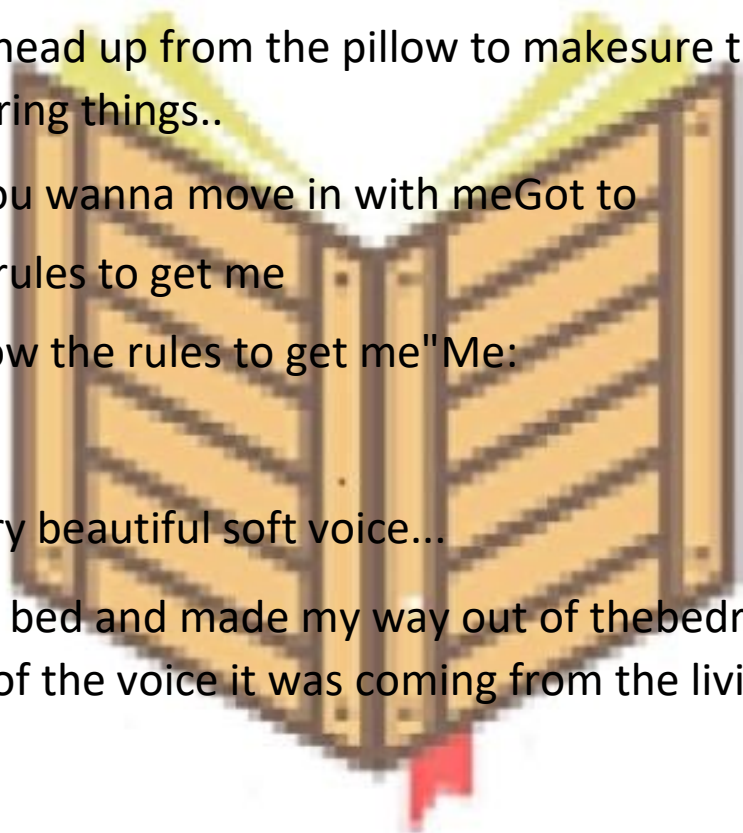 head up from the pillow to makesure t
ring things..
ou wanna move in with meGot to
rules to get me
ow the rules to get me"Me:
ry beautiful soft voice...
bed and made my way out of thebedr
of the voice it was coming from the livi